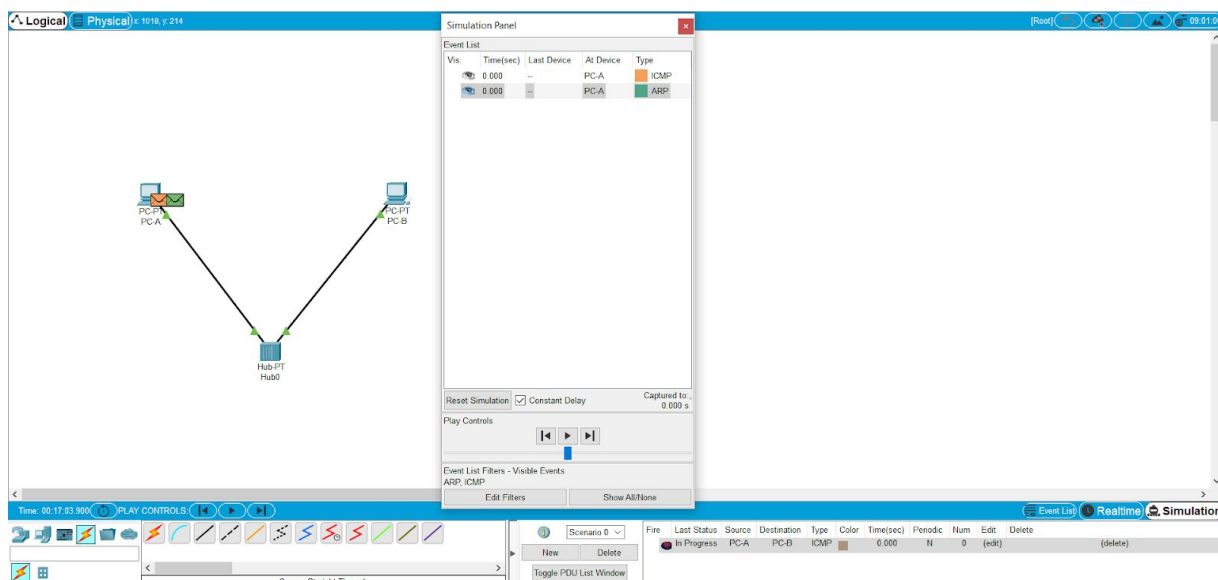 Logical Physical x: 1018, y: 214
[Root] 09:01:0
Simulation Panel
Event List
Vis. Time(sec) Last Device At Device Type
0.000 -- PC-A ICMP
0.000 -- PC-A ARP
PC-PT
PC-A
PC-PT
PC-B
Hub-PT
Hub0
Reset Simulation Constant Delay
Captured to:
0.000 s
Play Controls
Event List Filters - Visible Events
ARP, ICMP
Edit Filters Show All/None
Time: 00:17:03.900 PLAY CONTROLS:
Event List Realtime Simulation
Scenario 0
New Delete
Toggle PDU List Window
Fire Last Status Source Destination Type Color Time(sec) Periodic Num Edit Delete
In Progress PC-A PC-B ICMP 0.000 N 0 (edit) (delete)